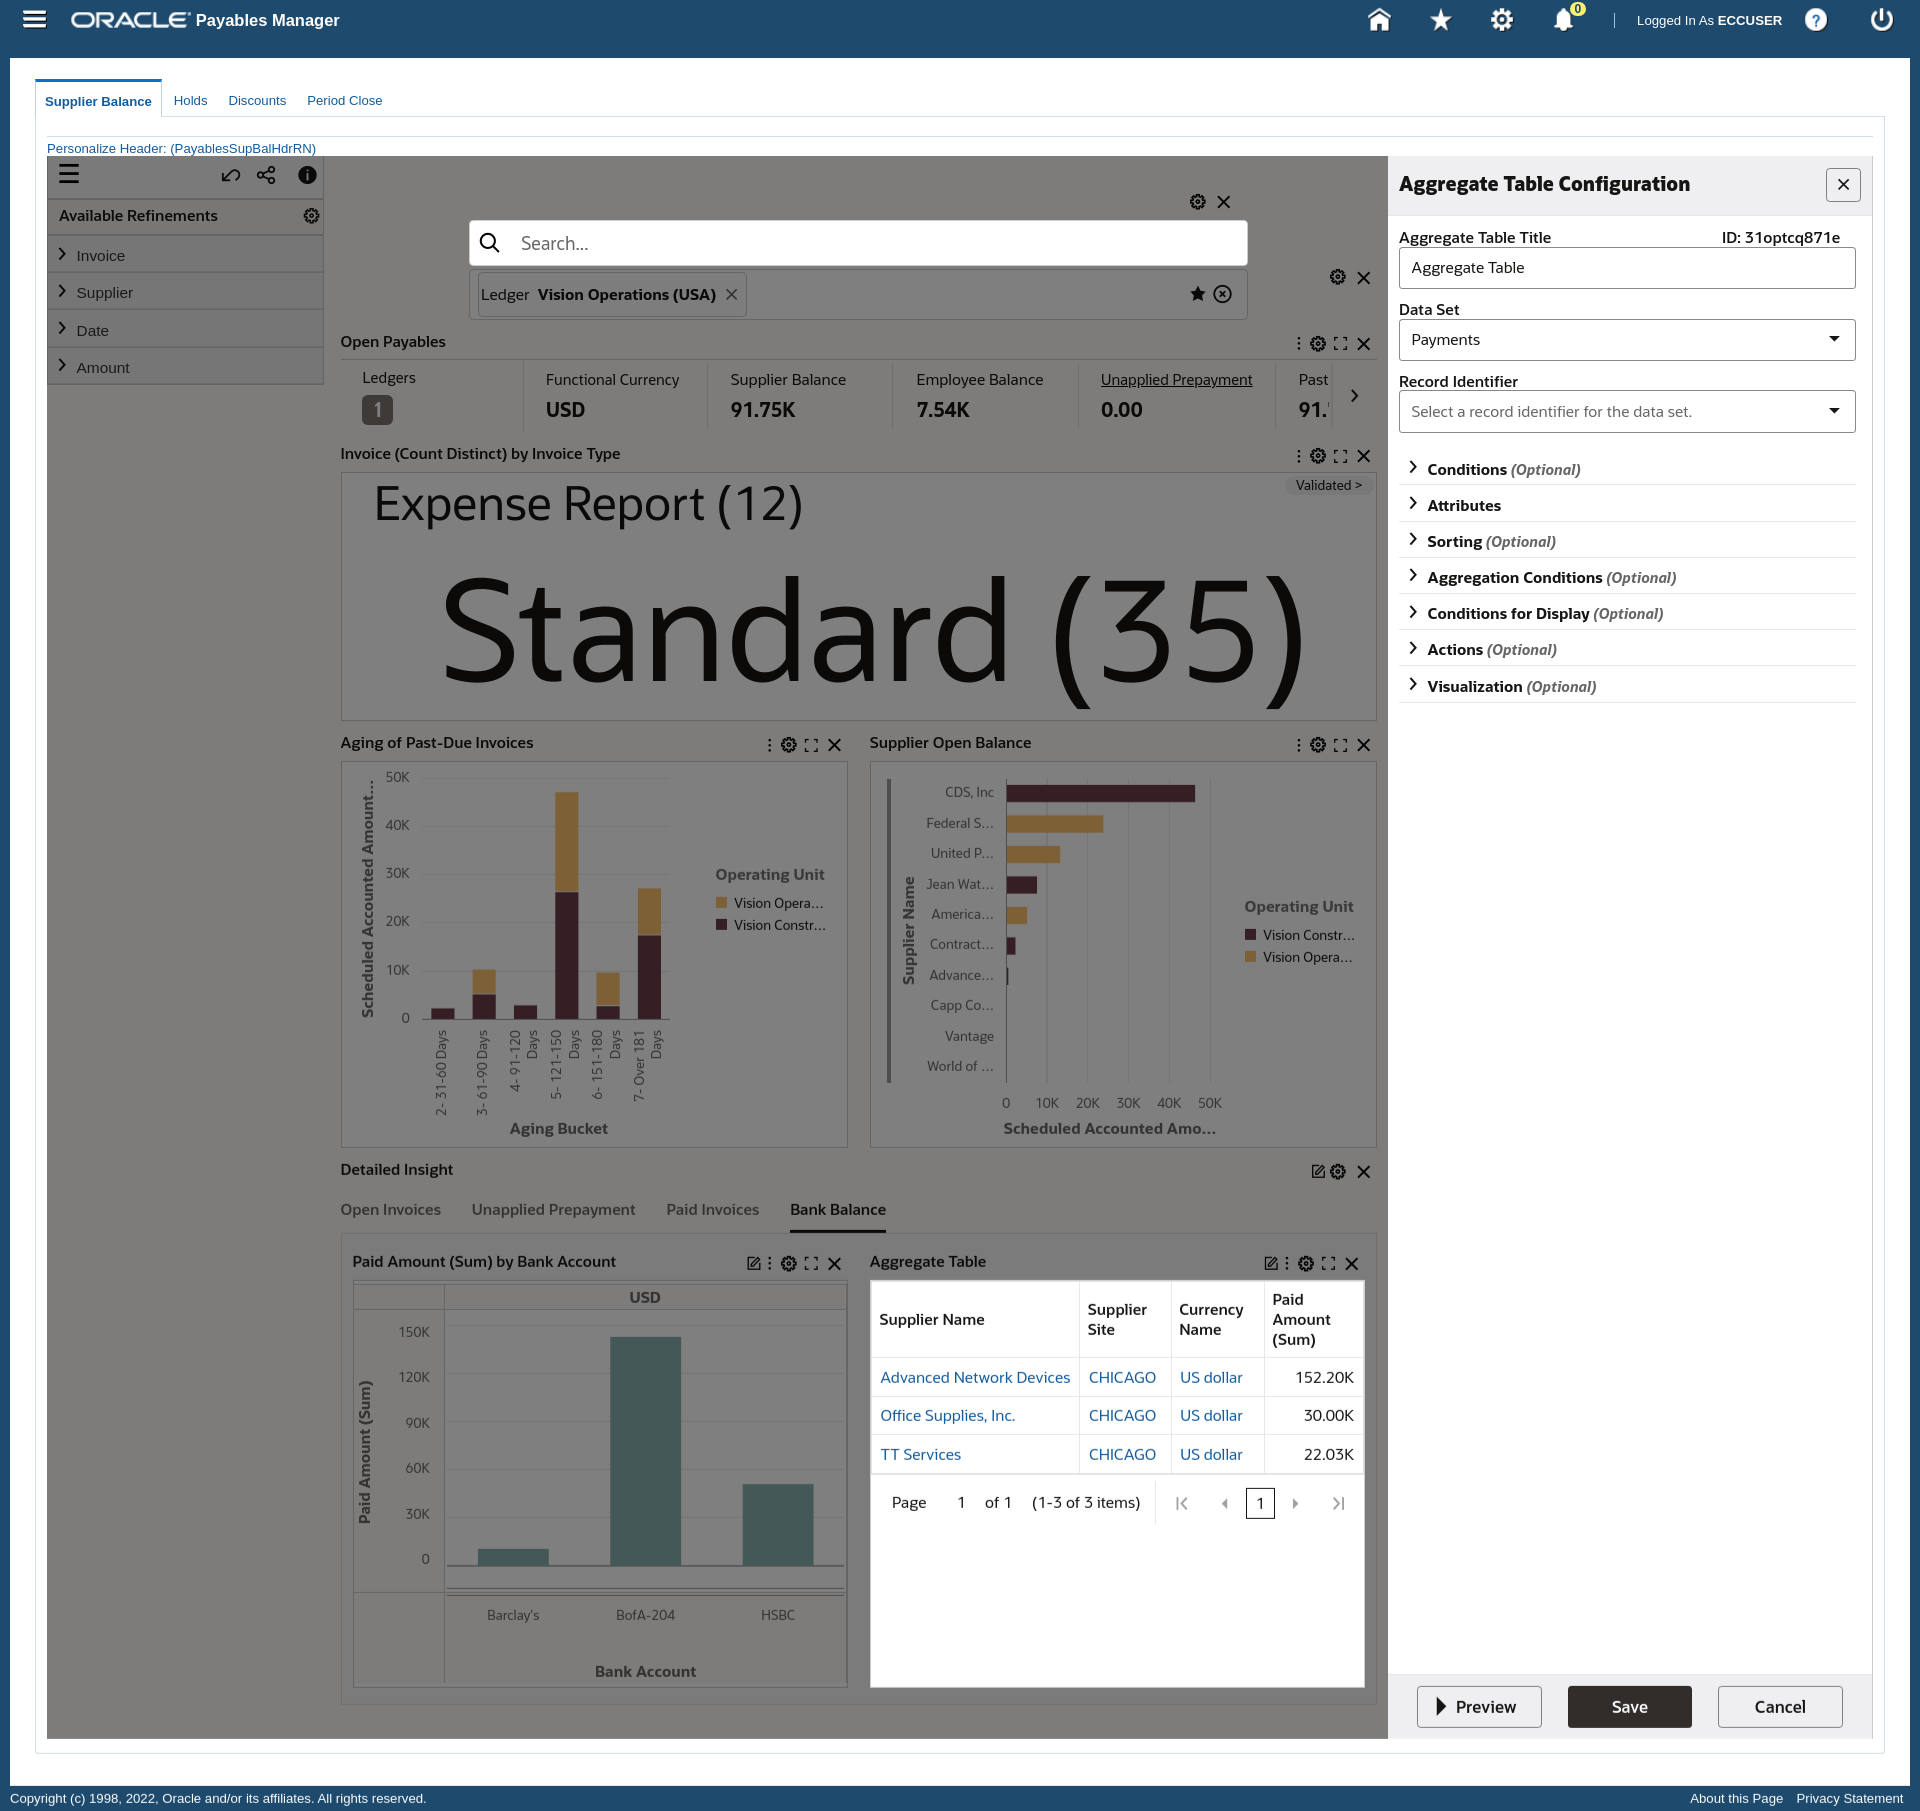 ORACLE® Payables Manager
0
Logged In As ECCUSER
?
Supplier Balance Holds Discounts Period Close
Personalize Header: (PayablesSupBalHdrRN)
Available Refinements
Invoice
Supplier
Date
Amount
Search...
Ledger Vision Operations (USA)
Open Payables
Ledgers
1
Functional Currency
USD
Supplier Balance
91.75K
Employee Balance
7.54K
Unapplied Prepayment
0.00
Past
91.
Invoice (Count Distinct) by Invoice Type
Validated >
Expense Report (12)
Standard (35)
Aging of Past-Due Invoices
Scheduled Accounted Amount...
50K
40K
30K
20K
10K
0
2- 31-60 Days
3- 61-90 Days
4- 91-120 Days
5- 121-150 Days
6- 151-180 Days
7- Over 181 Days
Aging Bucket
Operating Unit
Vision Opera...
Vision Constr...
Supplier Open Balance
Supplier Name
CDS, Inc
Federal S...
United P...
Jean Wat...
America...
Contract...
Advance...
Capp Co...
Vantage
World of ...
0 10K 20K 30K 40K 50K
Scheduled Accounted Amo...
Operating Unit
Vision Constr...
Vision Opera...
Detailed Insight
Open Invoices Unapplied Prepayment Paid Invoices Bank Balance
Paid Amount (Sum) by Bank Account
USD
Paid Amount (Sum)
150K
120K
90K
60K
30K
0
Barclay's BofA-204 HSBC
Bank Account
Aggregate Table
Supplier Name Supplier Site Currency Name Paid Amount (Sum)
Advanced Network Devices CHICAGO US dollar 152.20K
Office Supplies, Inc. CHICAGO US dollar 30.00K
TT Services CHICAGO US dollar 22.03K
Page 1 of 1 (1-3 of 3 items) 1
Aggregate Table Configuration
Aggregate Table Title ID: 31optcq871e
Aggregate Table
Data Set
Payments
Record Identifier
Select a record identifier for the data set.
Conditions (Optional)
Attributes
Sorting (Optional)
Aggregation Conditions (Optional)
Conditions for Display (Optional)
Actions (Optional)
Visualization (Optional)
Preview Save Cancel
Copyright (c) 1998, 2022, Oracle and/or its affiliates. All rights reserved.
About this Page Privacy Statement